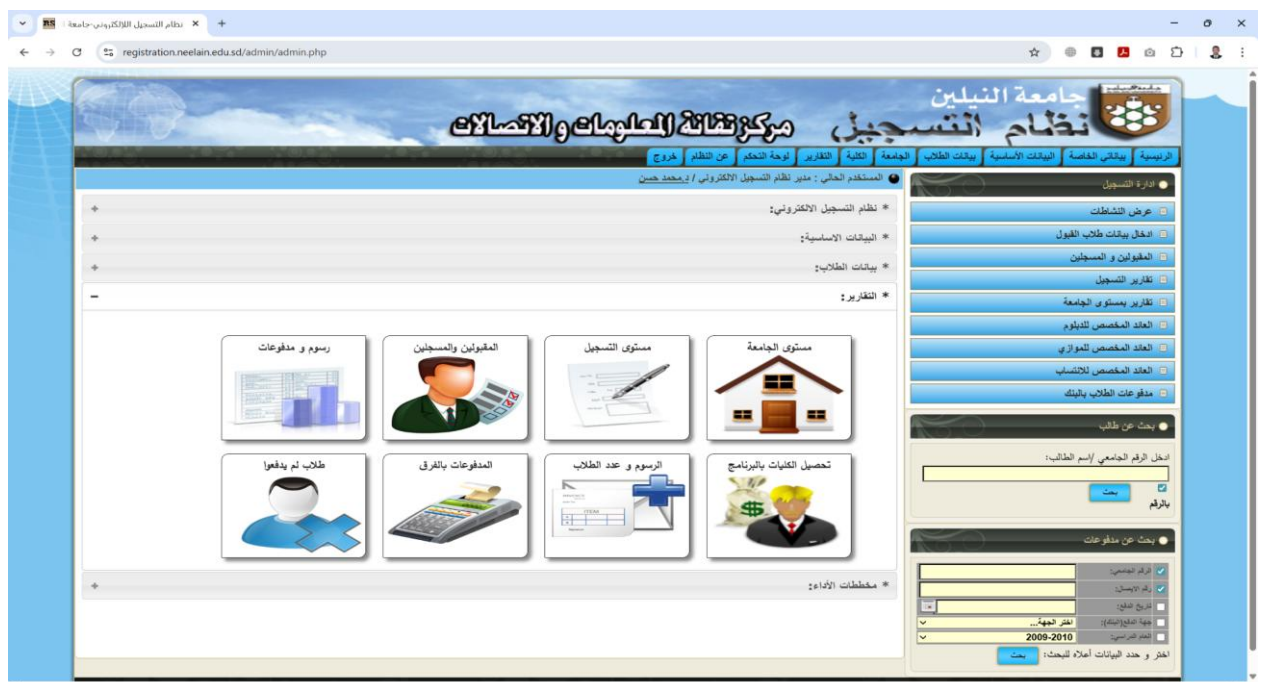 نظام التسجيل الالكتروني-جامعة
registration.neelain.edu.sd/admin/admin.php
جامعة النيلين
نظام التسجيل
مركز تقانة المعلومات و الاتصالات
الرئيسية
بياناتي الخاصة
البيانات الأساسية
بيانات الطلاب
الجامعة
الكلية
التقارير
لوحة التحكم
عن النظام
خروج
المستخدم الحالي : مدير نظام التسجيل الالكتروني / د.محمد حسن
ادارة التسجيل
عرض النشاطات
ادخال بيانات طلاب القبول
المقبولين و المسجلين
تقارير التسجيل
تقارير بمستوى الجامعة
العائد المخصص للدبلوم
العائد المخصص للموازي
العائد المخصص للانتساب
مدفوعات الطلاب بالبنك
بحث عن طالب
ادخل الرقم الجامعي /إسم الطالب:
بحث
بالرقم
بحث عن مدفوعات
الرقم الجامعي:
رقم الايصال:
تاريخ الدفع:
جهة الدفع(البنك):
اختر الجهة...
العام الدراسي:
2009-2010
اختر و حدد البيانات أعلاه للبحث:
بحث
* نظام التسجيل الالكتروني:
* البيانات الاساسية:
* بيانات الطلاب:
* التقارير:
مستوى الجامعة
مستوى التسجيل
المقبولين والمسجلين
رسوم و مدفوعات
تحصيل الكليات بالبرنامج
الرسوم و عدد الطلاب
المدفوعات بالفرق
طلاب لم يدفعوا
* مخططات الأداء: